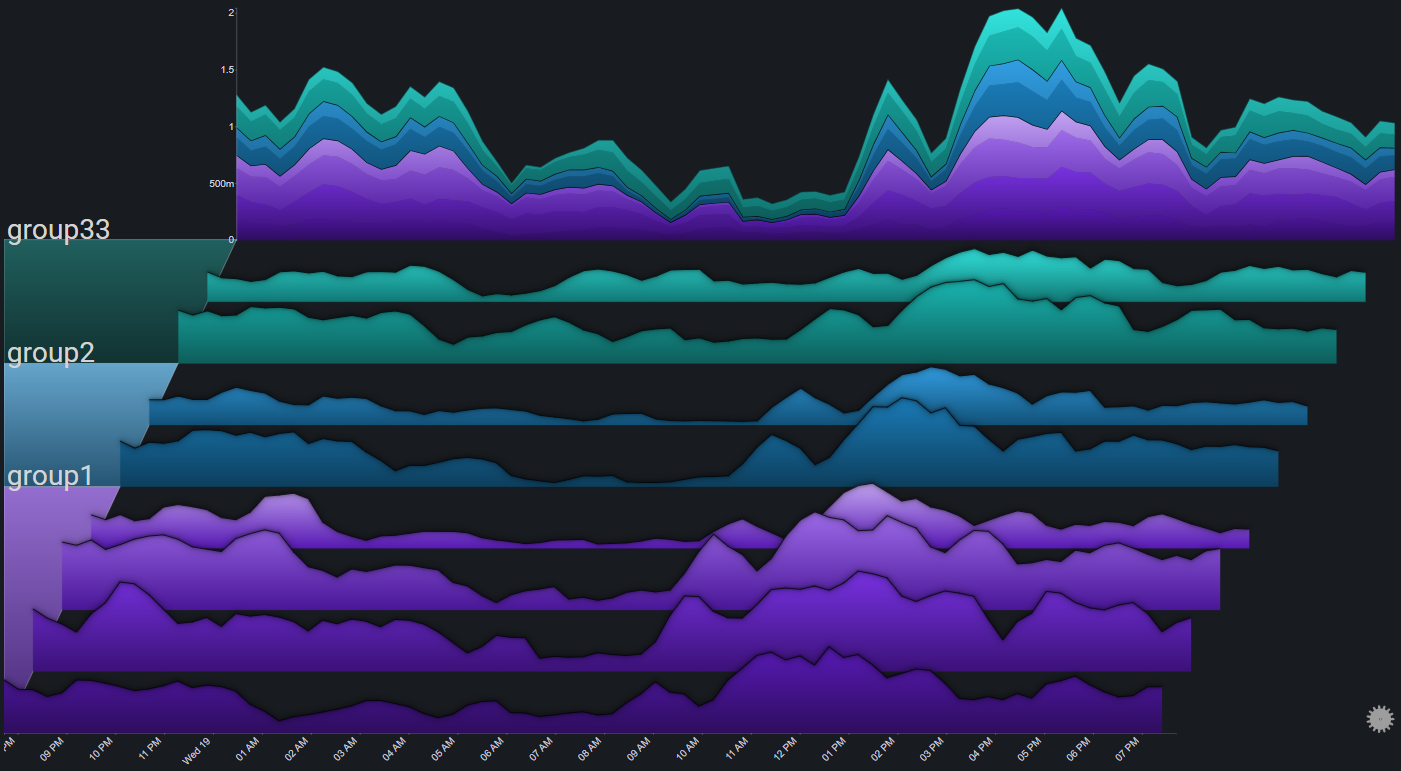 2
1.5
1
500m
0
group33
group2
group1
PM
09 PM
10 PM
11 PM
Wed 19
01 AM
02 AM
03 AM
04 AM
05 AM
06 AM
07 AM
08 AM
09 AM
10 AM
11 AM
12 PM
01 PM
02 PM
03 PM
04 PM
05 PM
06 PM
07 PM